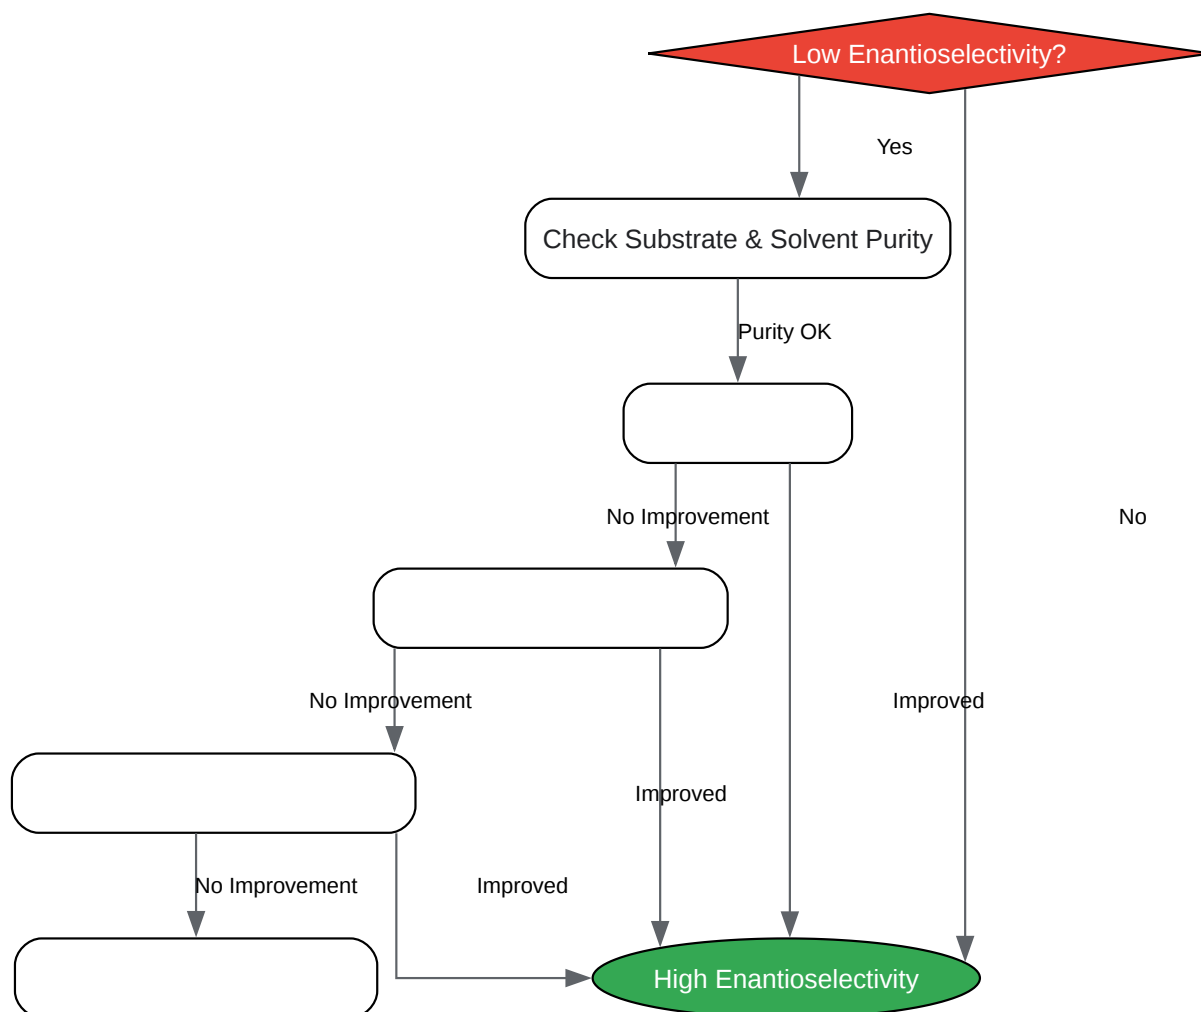 Low Enantioselectivity?
Yes
Check Substrate & Solvent Purity
Purity OK
No Improvement
No
No Improvement
Improved
Improved
No Improvement
Improved
High Enantioselectivity